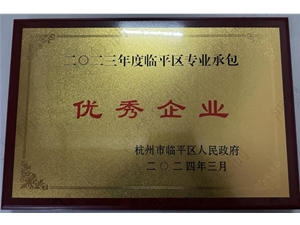 二〇二三年度临平区专业承包
优秀企业
杭州市临平区人民政府
二〇二四年三月